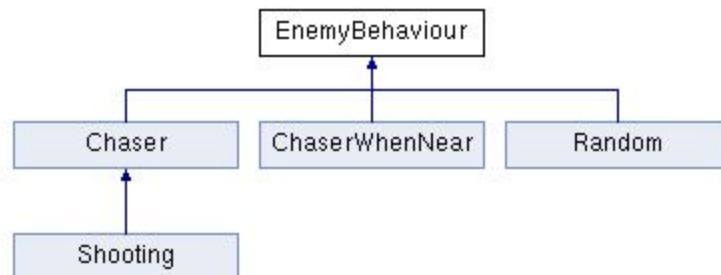 EnemyBehaviour
Chaser
ChaserWhenNear
Random
Shooting